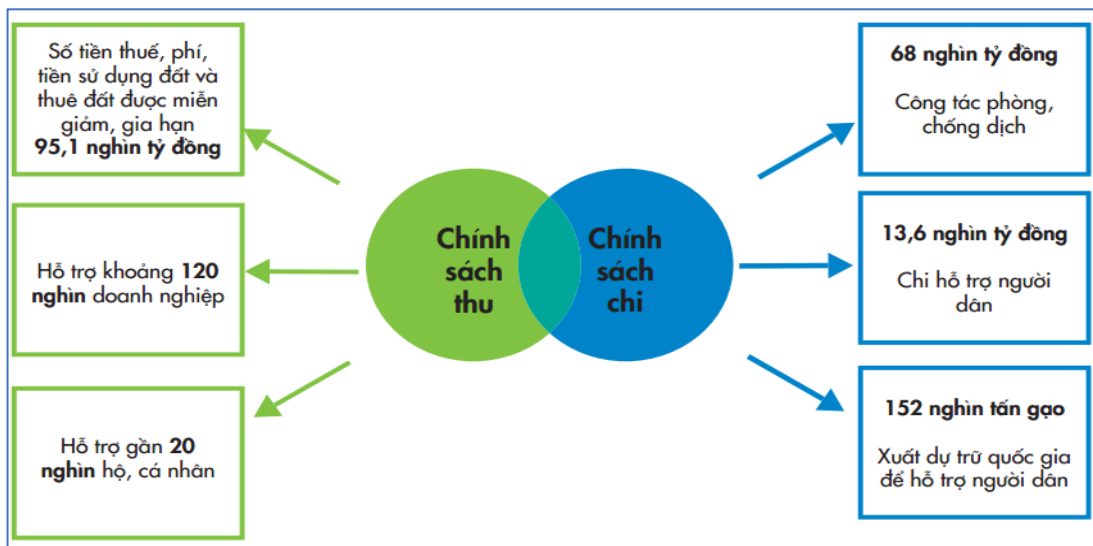 Số tiền thuế, phí,
tiền sử dụng đất và
thuê đất được miễn
giảm, gia hạn
95,1 nghìn tỷ đồng
Hỗ trợ khoảng 120
nghìn doanh nghiệp
Hỗ trợ gần 20
nghìn hộ, cá nhân
Chính
sách
thu
Chính
sách
chi
68 nghìn tỷ đồng
Công tác phòng,
chống dịch
13,6 nghìn tỷ đồng
Chi hỗ trợ người
dân
152 nghìn tấn gạo
Xuất dự trữ quốc gia
để hỗ trợ người dân